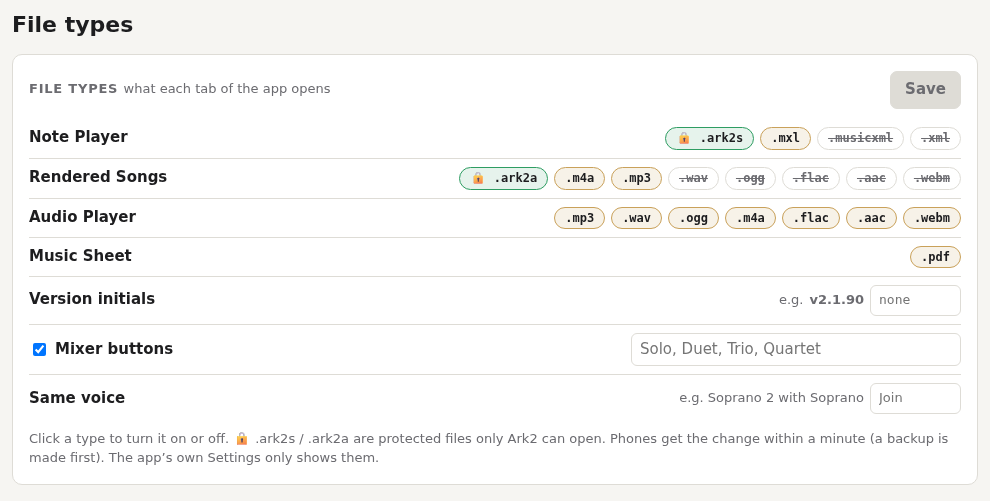 File types
FILE TYPES what each tab of the app opens Save
Note Player 🔒 .ark2s .mxl .musicxml .xml
Rendered Songs 🔒 .ark2a .m4a .mp3 .wav .ogg .flac .aac .webm
Audio Player .mp3 .wav .ogg .m4a .flac .aac .webm
Music Sheet .pdf
Version initials e.g. v2.1.90 none
Mixer buttons Solo, Duet, Trio, Quartet
Same voice e.g. Soprano 2 with Soprano Join
Click a type to turn it on or off. 🔒 .ark2s / .ark2a are protected files only Ark2 can open. Phones get the change within a minute (a backup is
made first). The app’s own Settings only shows them.